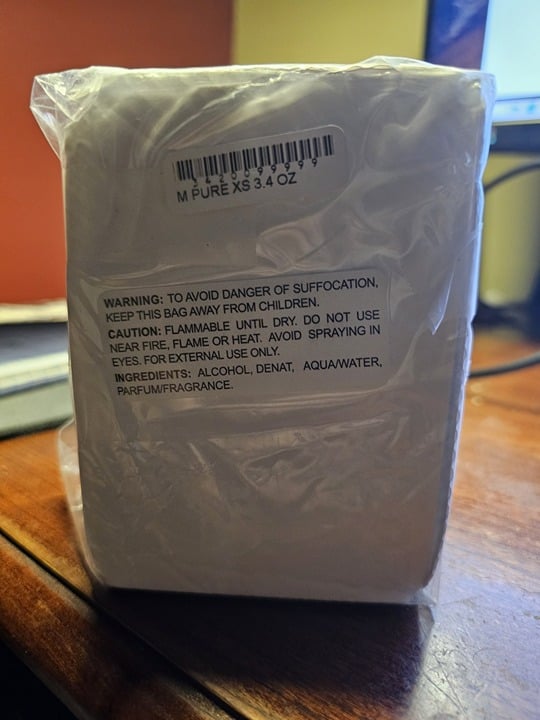 3420099999
M PURE XS 3.4 OZ
WARNING: TO AVOID DANGER OF SUFFOCATION,
KEEP THIS BAG AWAY FROM CHILDREN.
CAUTION: FLAMMABLE UNTIL DRY. DO NOT USE
NEAR FIRE, FLAME OR HEAT. AVOID SPRAYING IN
EYES. FOR EXTERNAL USE ONLY.
INGREDIENTS: ALCOHOL, DENAT, AQUA/WATER,
PARFUM/FRAGRANCE.